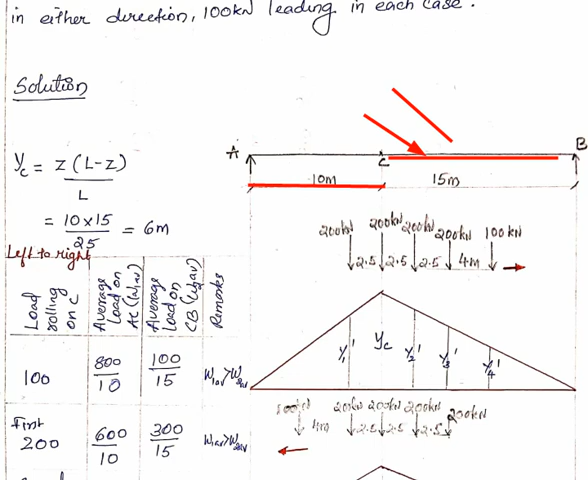 in either direction, 100kN leading in each case.
Solution
A C B
10m 15m
Yc = z (L-z)
L
= 10×15 = 6m
25
200kN 200kN 200kN 200kN 100kN
2.5 2.5 2.5 4m
Left to right
Load rolling on C
Average load on AC (W1av)
Average load on CB (W2av)
Remarks
y1' yc y2' y3' y4'
100 800/10 100/15 W1av>W2av
100kN 200kN 200kN 200kN 200kN
4m 2.5 2.5 2.5
First 200 600/10 300/15 W1av>W2av